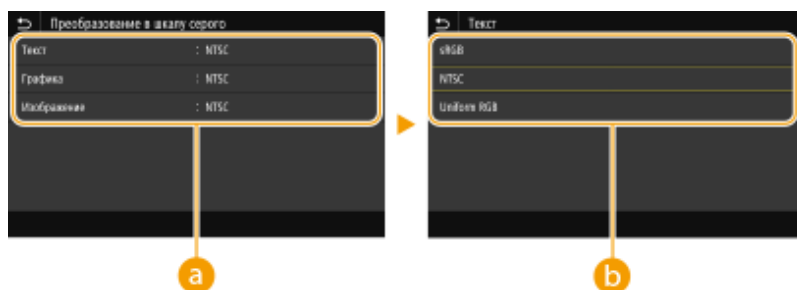 Преобразование в шкалу серого
Текст : NTSC
Графика : NTSC
Изображение : NTSC
a
Текст
sRGB
NTSC
Uniform RGB
b